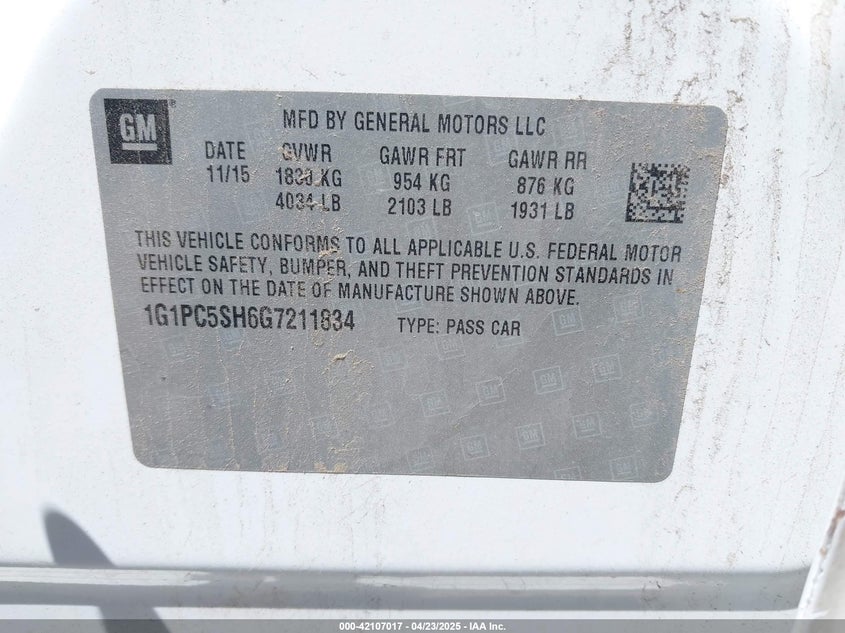 GM
MFD BY GENERAL MOTORS LLC
DATE GVWR GAWR FRT GAWR RR
11/15 1830 KG 954 KG 876 KG
4034 LB 2103 LB 1931 LB
THIS VEHICLE CONFORMS TO ALL APPLICABLE U.S. FEDERAL MOTOR
VEHICLE SAFETY, BUMPER, AND THEFT PREVENTION STANDARDS IN
EFFECT ON THE DATE OF MANUFACTURE SHOWN ABOVE.
1G1PC5SH6G7211834 TYPE: PASS CAR
000-42107017 - 04/23/2025 - IAA Inc.